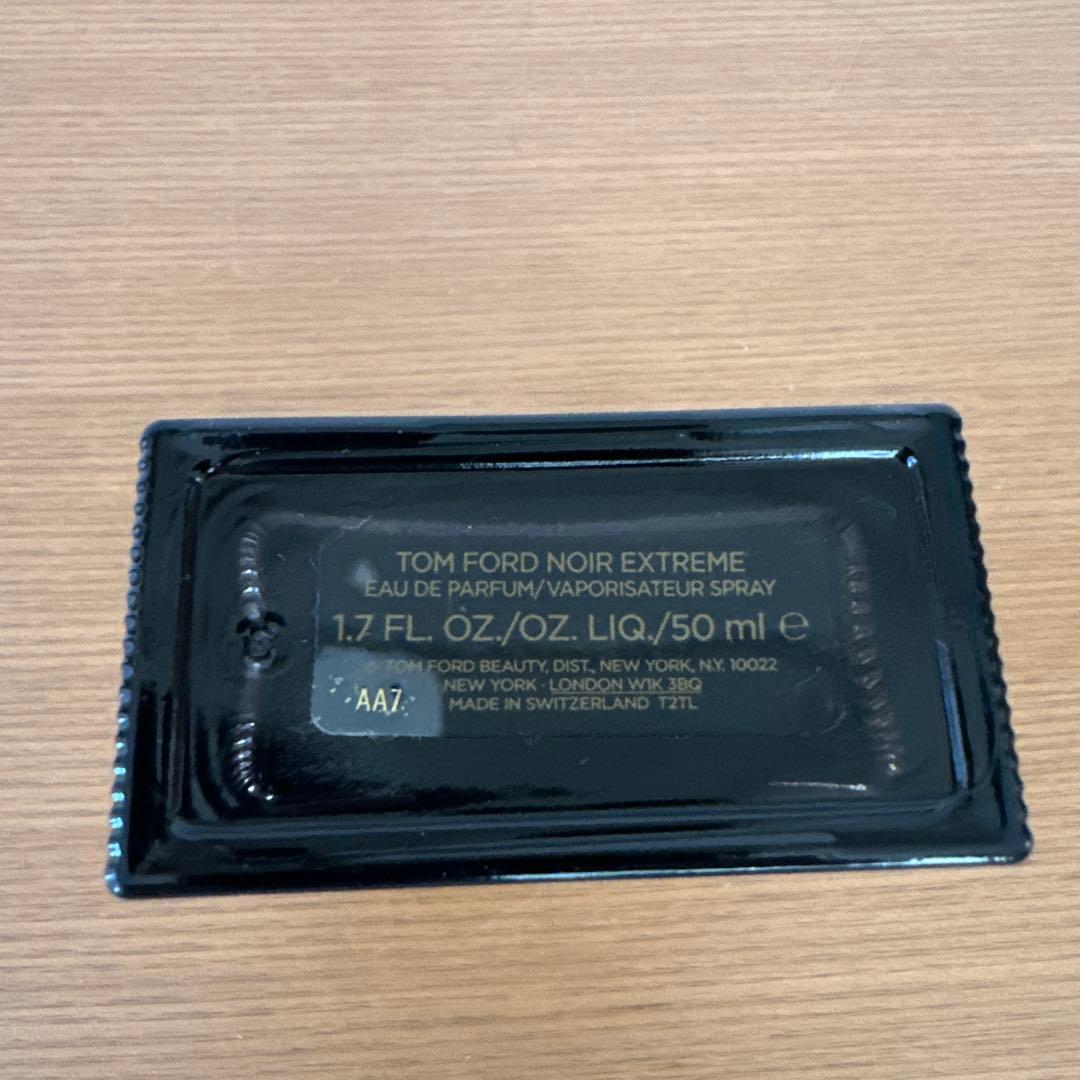 TOM FORD NOIR EXTREME
EAU DE PARFUM/VAPORISATEUR SPRAY
1.7 FL. OZ./OZ. LIQ./50 ml ℮
TOM FORD BEAUTY, DIST., NEW YORK, N.Y. 10022
NEW YORK · LONDON W1K 3BQ
MADE IN SWITZERLAND T2TL
AA7